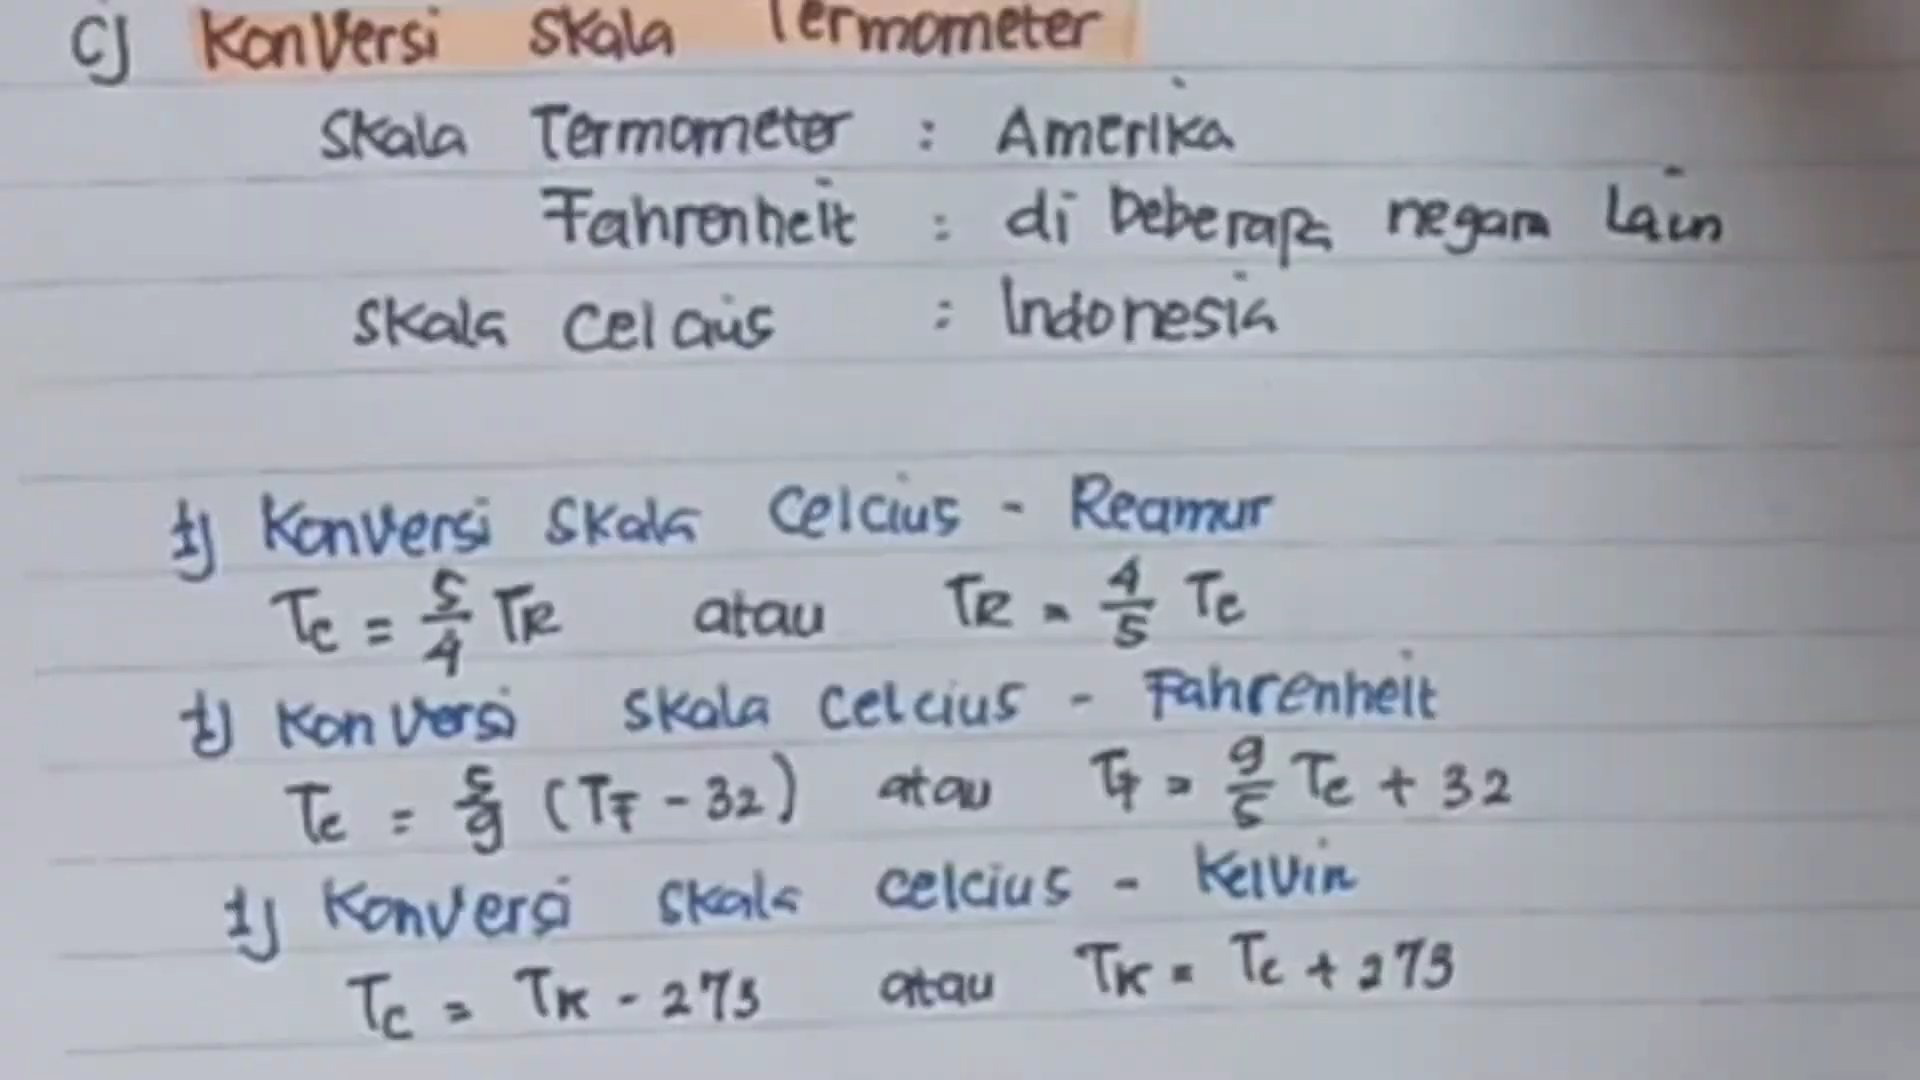 c) Konversi Skala Termometer
Skala Termometer : Amerika
Fahrenheit : di beberapa negara lain
Skala Celcius : Indonesia
1) Konversi Skala Celcius - Reamur
Tc = 5/4 TR atau TR = 4/5 Tc
1) Konversi Skala Celcius - Fahrenheit
Tc = 5/9 (TF - 32) atau TF = 9/5 Tc + 32
1) Konversi Skala Celcius - Kelvin
Tc = TK - 273 atau TK = Tc + 273